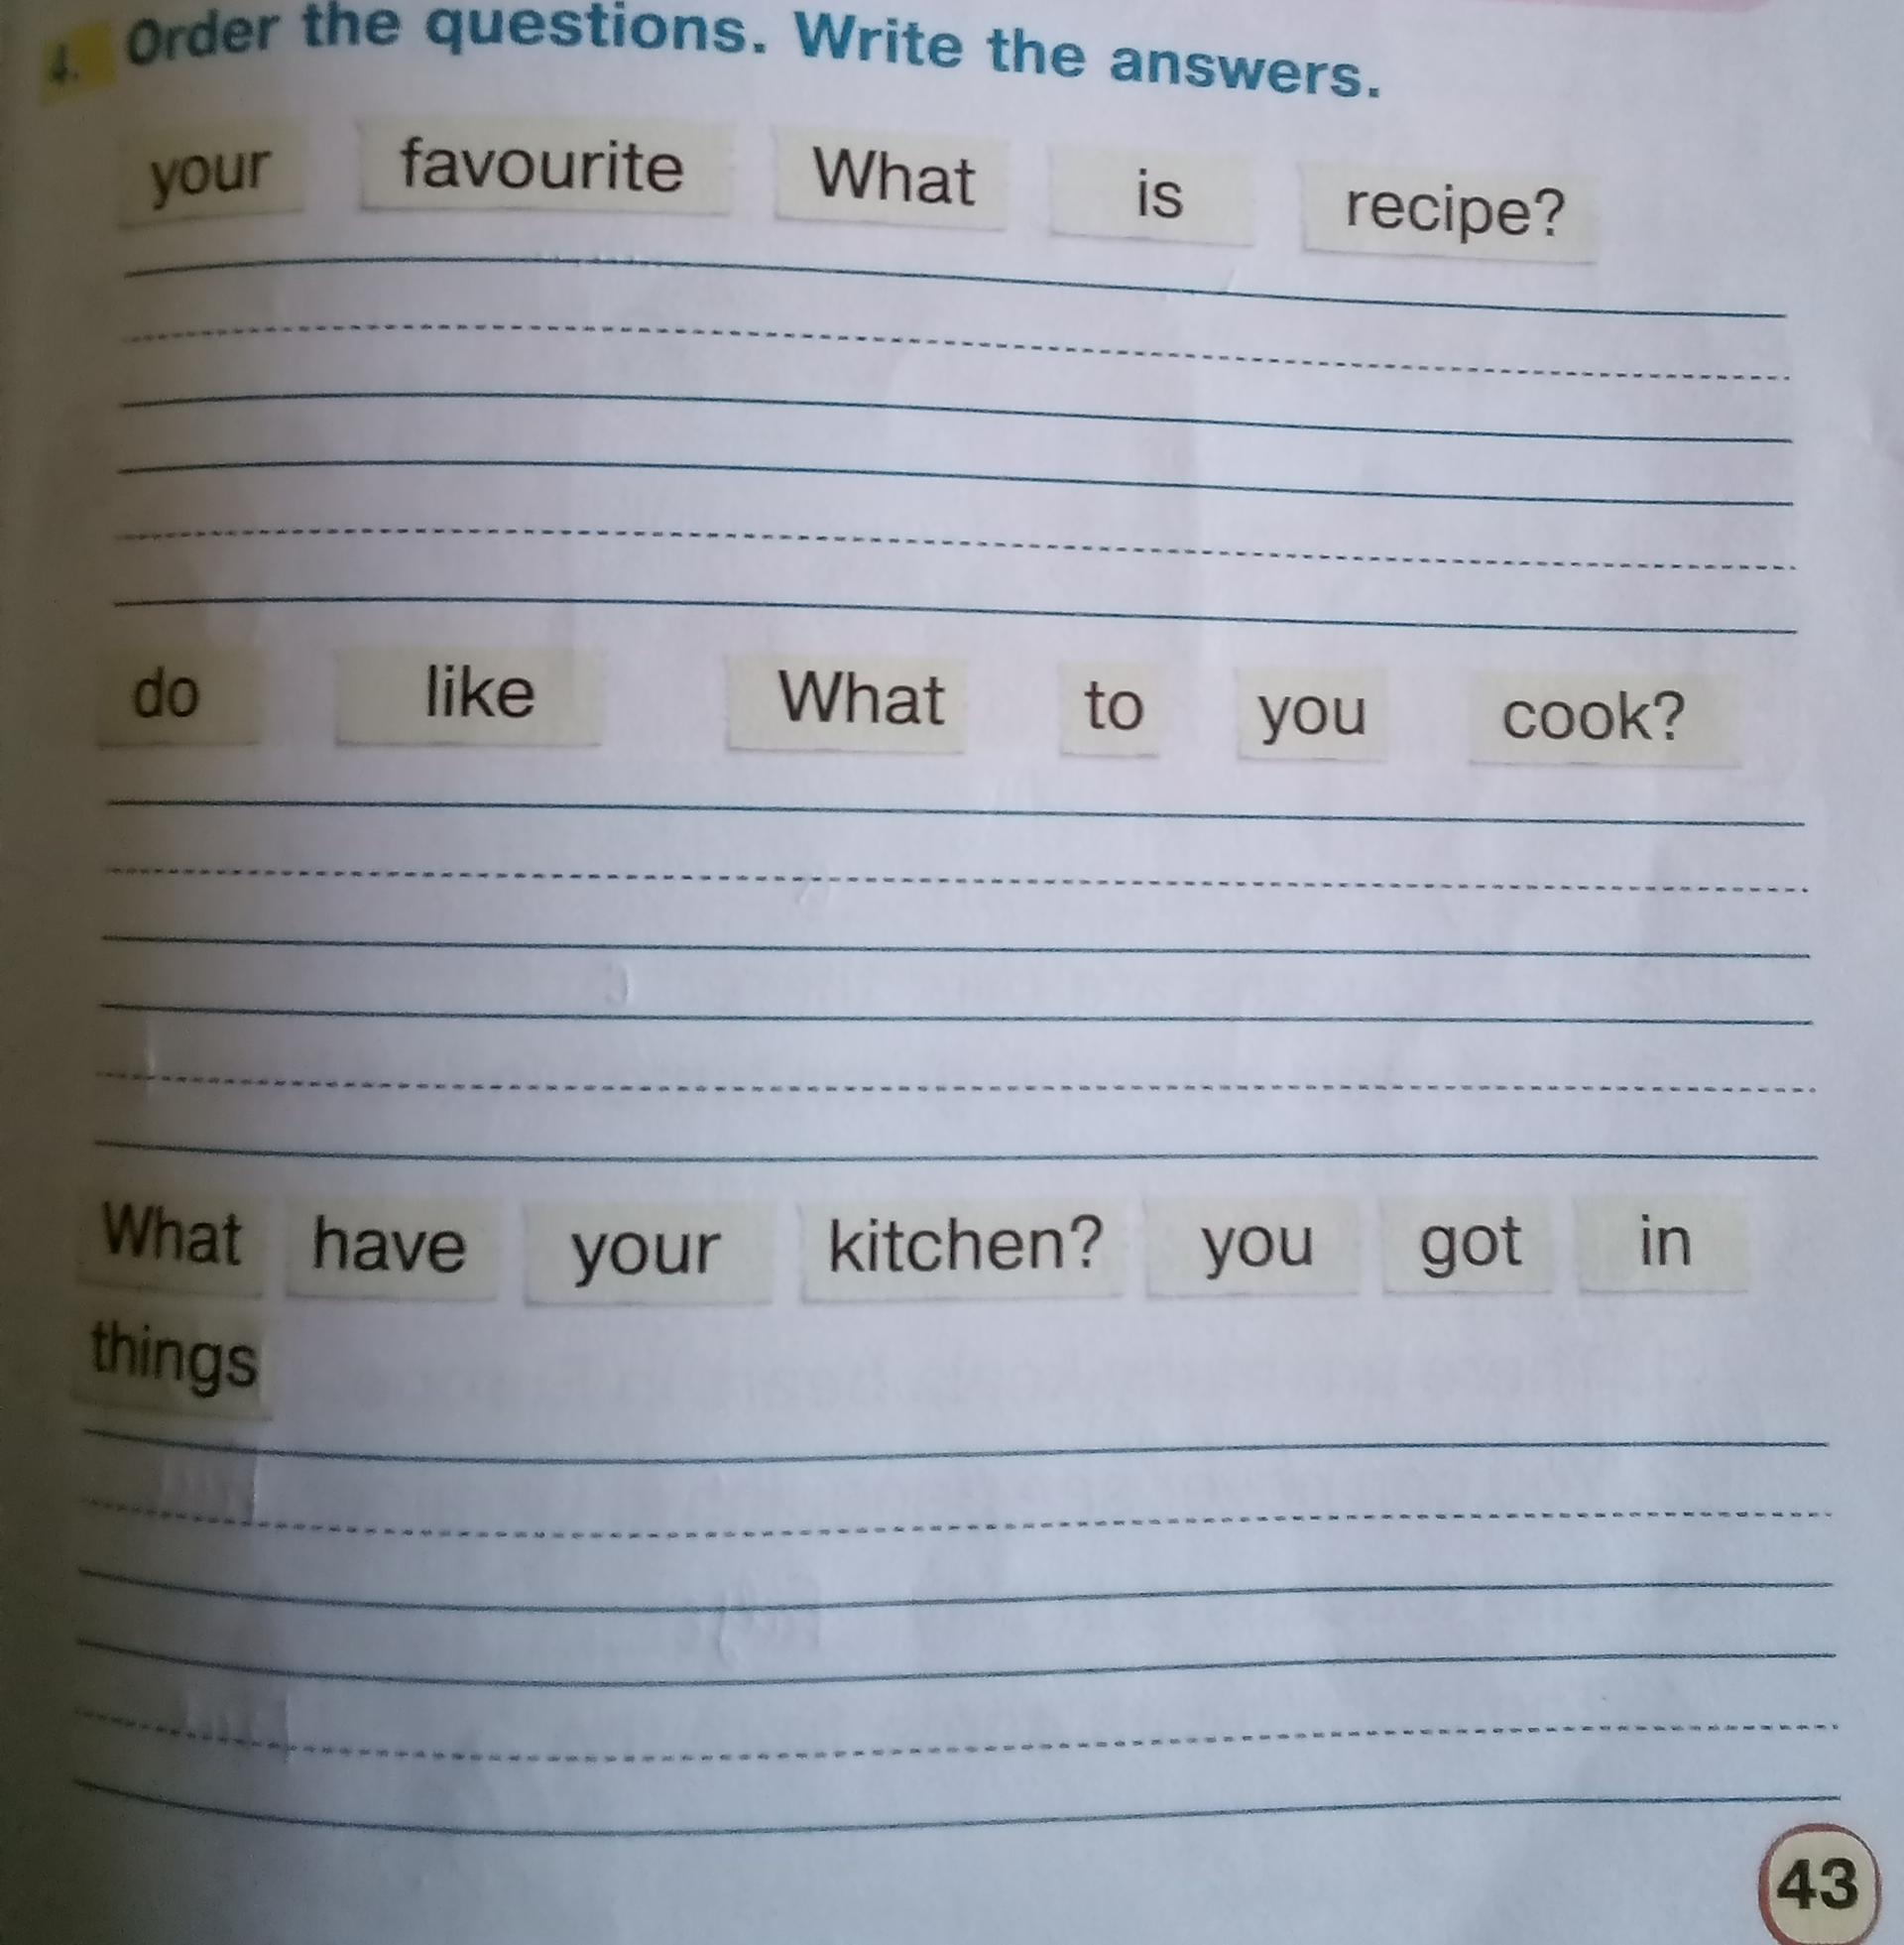 4. Order the questions. Write the answers.
your favourite What is recipe?
do like What to you cook?
What have your kitchen? you got in
things
43